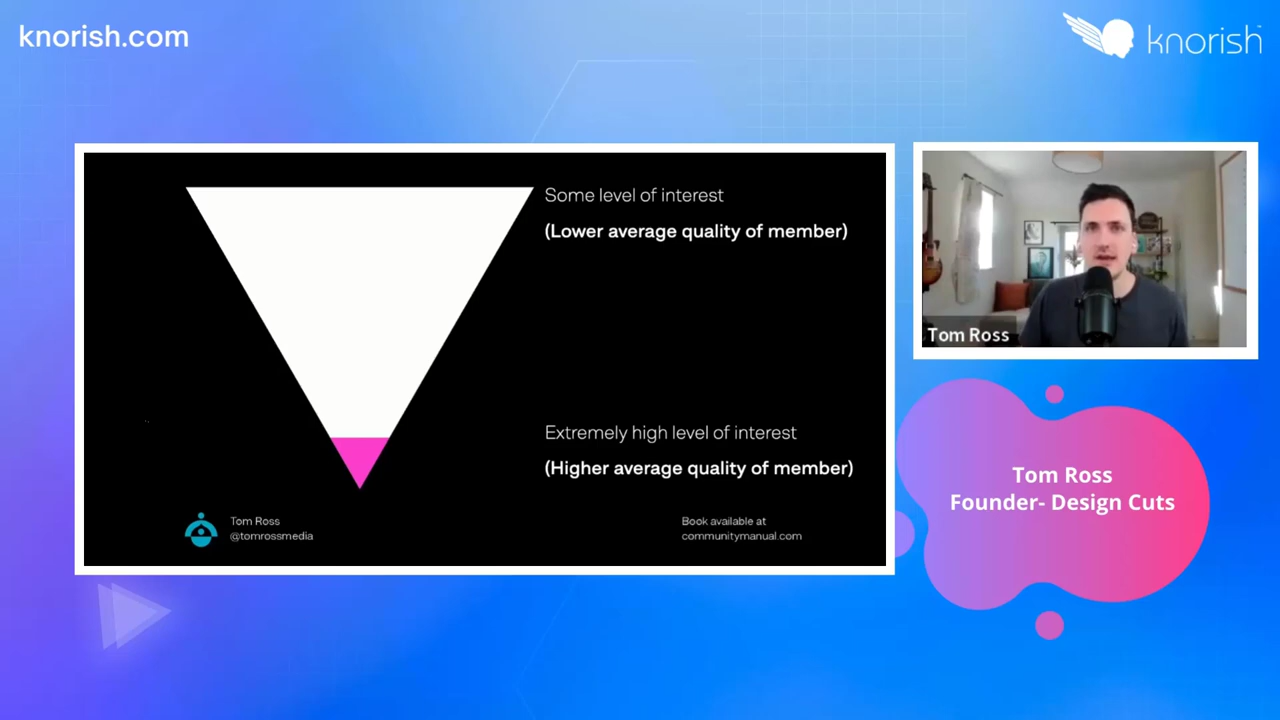 knorish.com
knorish
Some level of interest
(Lower average quality of member)
Extremely high level of interest
(Higher average quality of member)
Tom Ross
@tomrossmedia
Book available at
communitymanual.com
Tom Ross
Tom Ross
Founder- Design Cuts